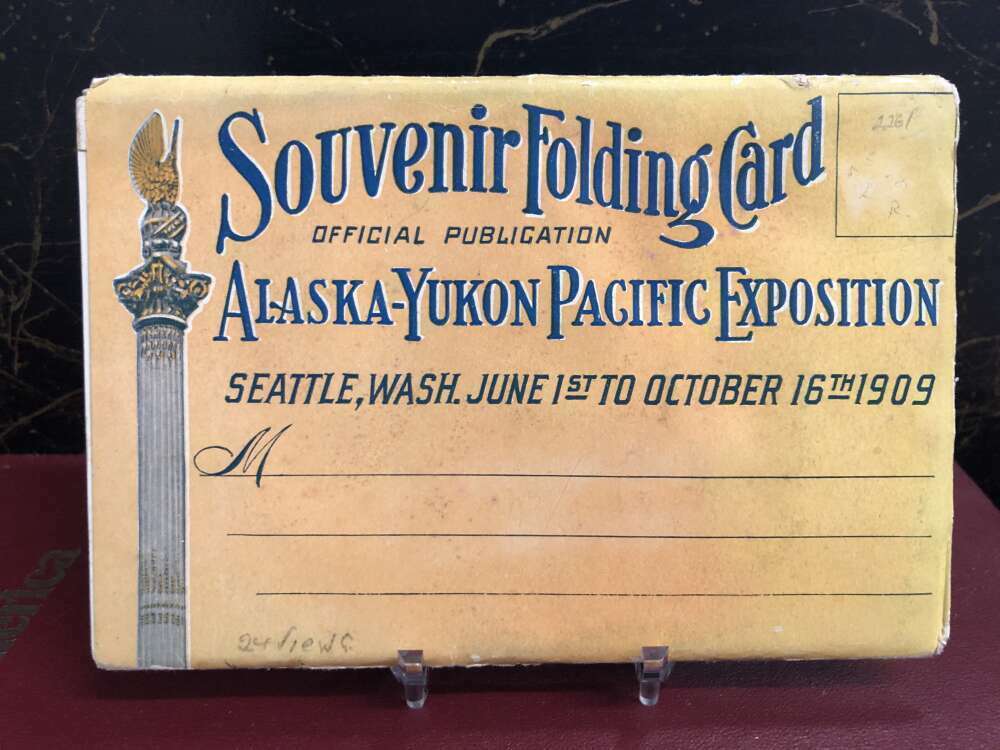 Souvenir Folding Card
OFFICIAL PUBLICATION
ALASKA-YUKON PACIFIC EXPOSITION
SEATTLE, WASH. JUNE 1ST TO OCTOBER 16TH 1909
M
24 Views